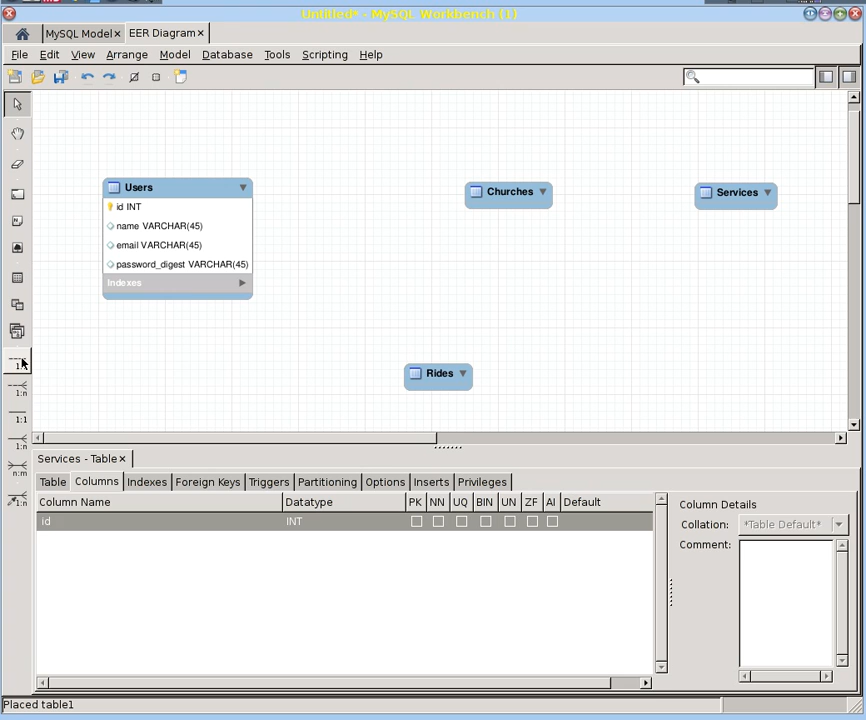 Untitled* - MySQL Workbench (1)
MySQL Model
EER Diagram
File Edit View Arrange Model Database Tools Scripting Help
Users
id INT
name VARCHAR(45)
email VARCHAR(45)
password_digest VARCHAR(45)
Indexes
Churches
Services
Rides
1:n
1:1
1:n
n:m
1:n
Services - Table
Table Columns Indexes Foreign Keys Triggers Partitioning Options Inserts Privileges
Column Name Datatype PK NN UQ BIN UN ZF AI Default
id INT
Column Details
Collation: *Table Default*
Comment:
Placed table1